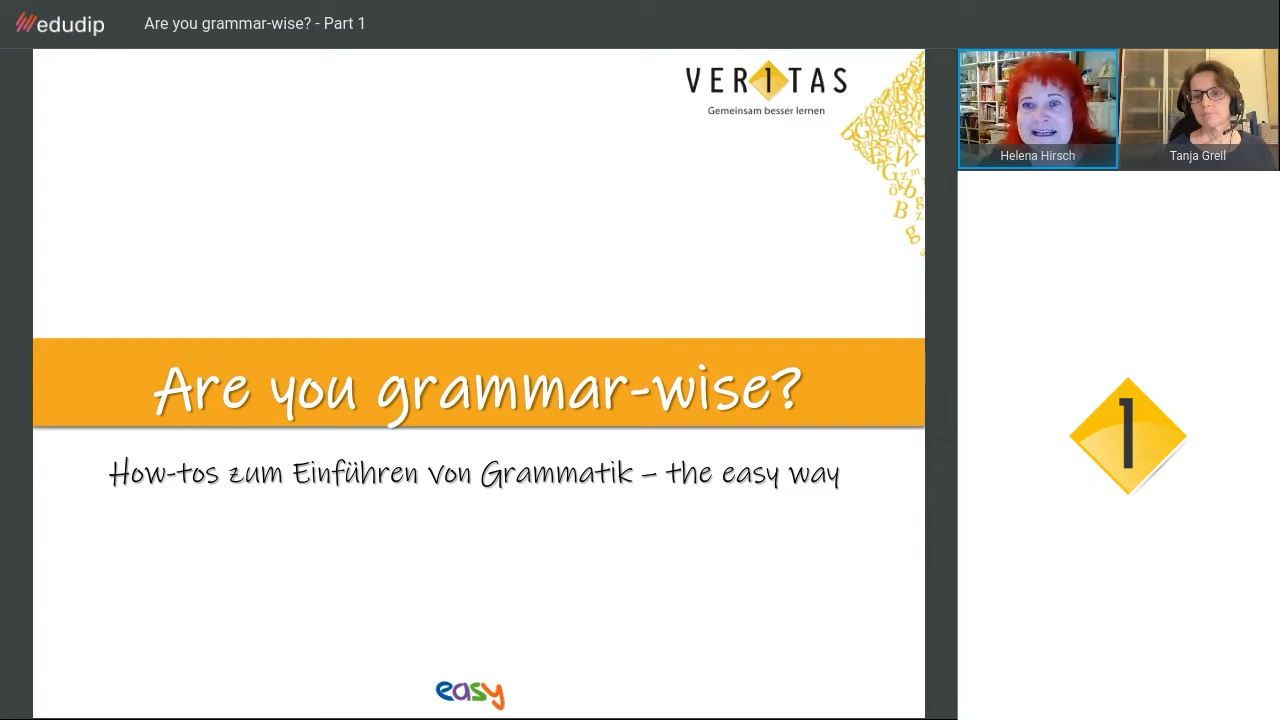 edudip
Are you grammar-wise? - Part 1
VER1TAS
Gemeinsam besser lernen
Helena Hirsch
Tanja Greil
Are you grammar-wise?
How-tos zum Einführen von Grammatik – the easy way
1
easy